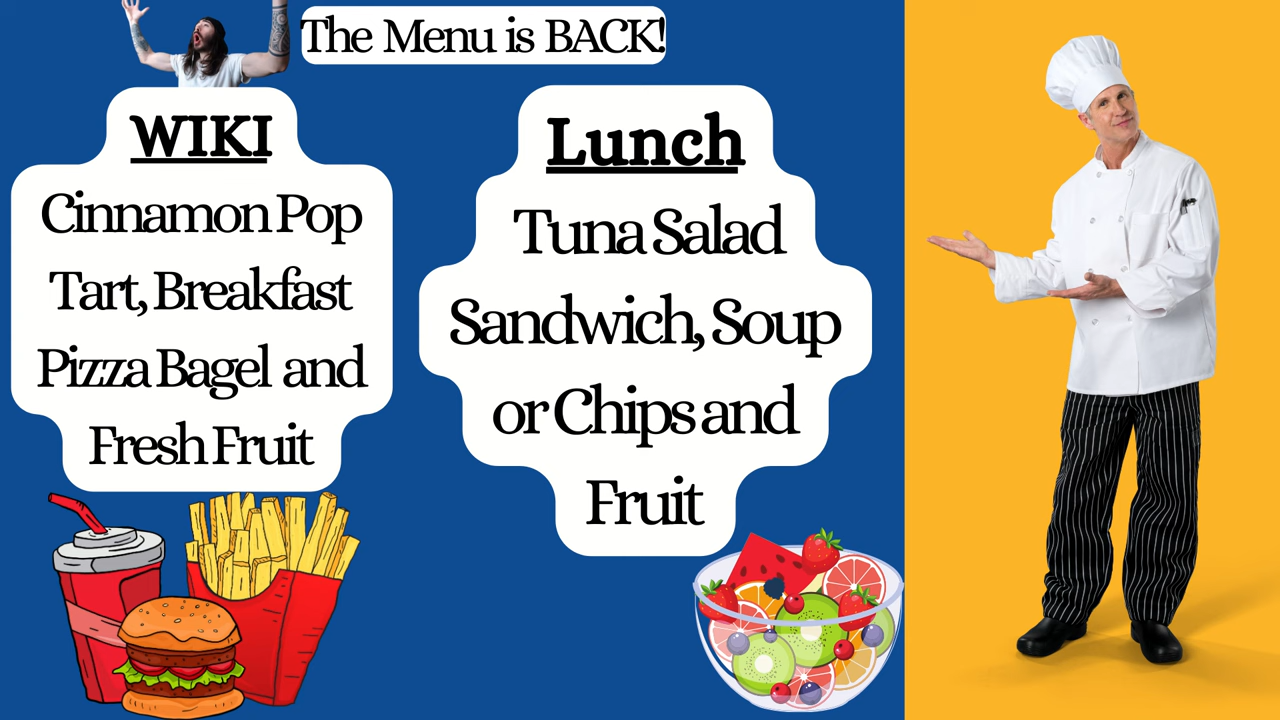 The Menu is BACK!
WIKI
Cinnamon Pop
Tart, Breakfast
Pizza Bagel and
Fresh Fruit
Lunch
Tuna Salad
Sandwich, Soup
or Chips and
Fruit